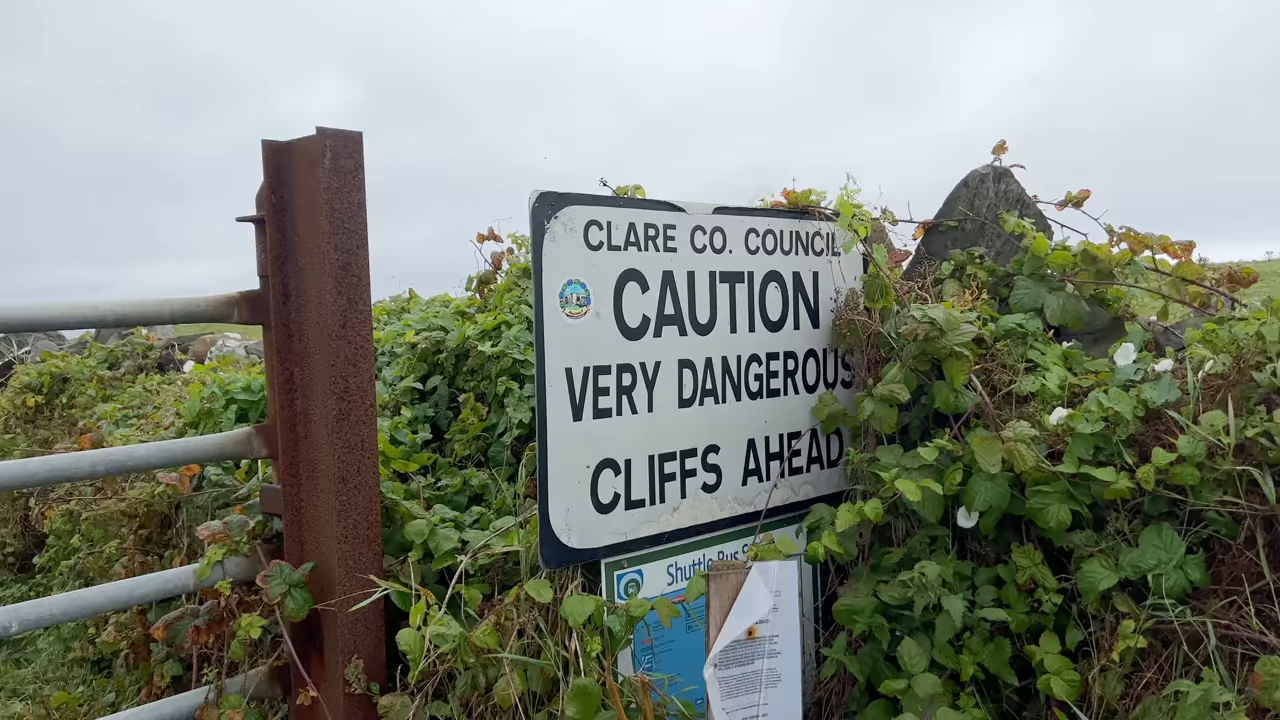 CLARE CO. COUNCIL
CAUTION
VERY DANGEROUS
CLIFFS AHEAD
Shuttle Bus